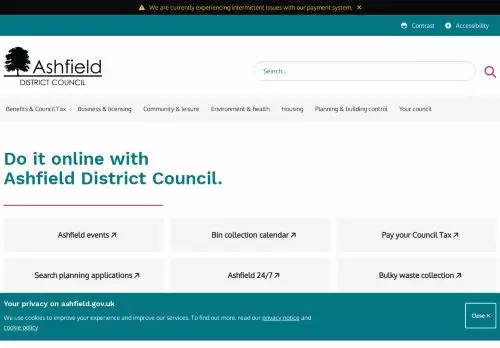 We are currently experiencing intermittent issues with our payment system.
Contrast Accessibility
Ashfield
DISTRICT COUNCIL
Search...
Benefits & Council Tax Business & licensing Community & leisure Environment & health Housing Planning & building control Your council
Do it online with
Ashfield District Council.
Ashfield events Bin collection calendar Pay your Council Tax
Search planning applications Ashfield 24/7 Bulky waste collection
Your privacy on ashfield.gov.uk
We use cookies to improve your experience and improve our services. To find out more, read our privacy notice and
cookie policy
Close ×